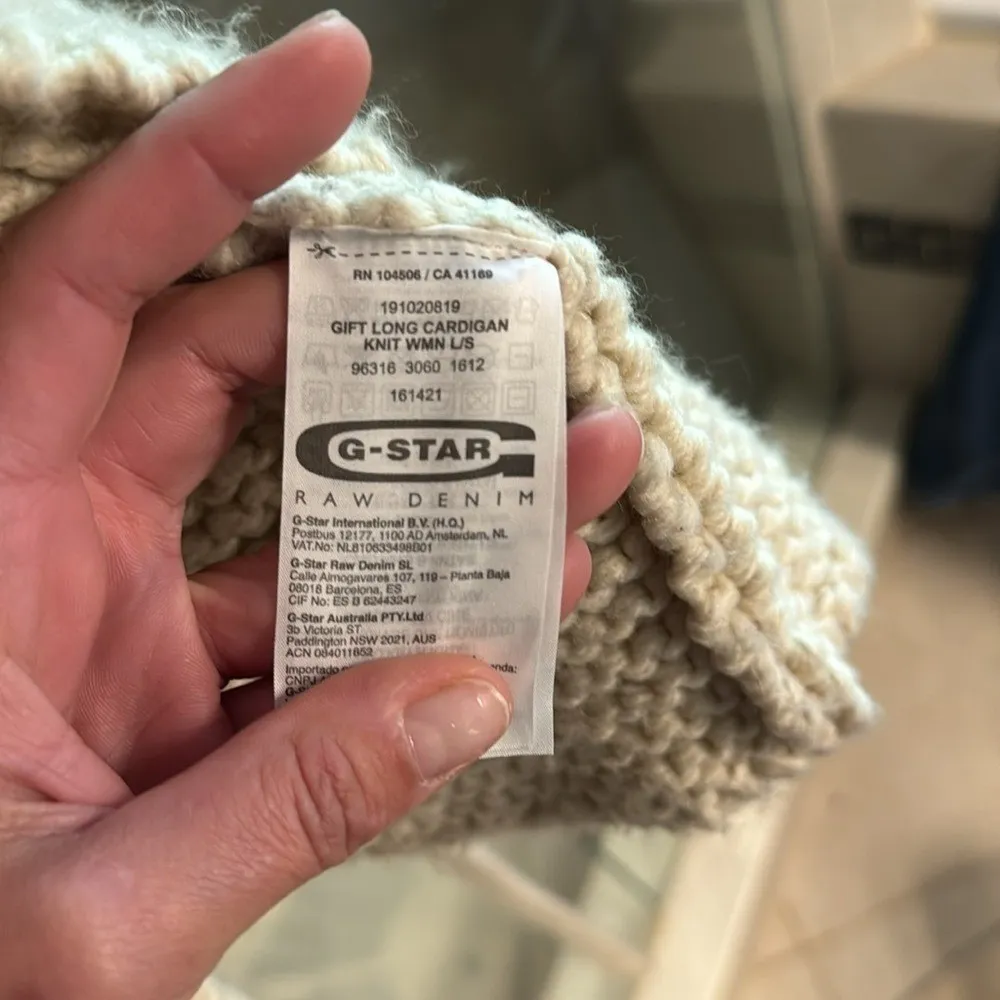 RN 104506 / CA 41169
191020819
GIFT LONG CARDIGAN
KNIT WMN L/S
96316 3060 1612
161421
G-STAR
RAW DENIM
G-Star International B.V. (H.Q.)
Postbus 12177, 1100 AD Amsterdam, NL
VAT.No: NL810633498B01
G-Star Raw Denim SL
Calle Almogavares 107, 119 – Planta Baja
08018 Barcelona, ES
CIF No: ES B 62443247
G-Star Australia PTY.Ltd
3b Victoria ST
Paddington NSW 2021, AUS
ACN 084011652
Importado
CNPJ